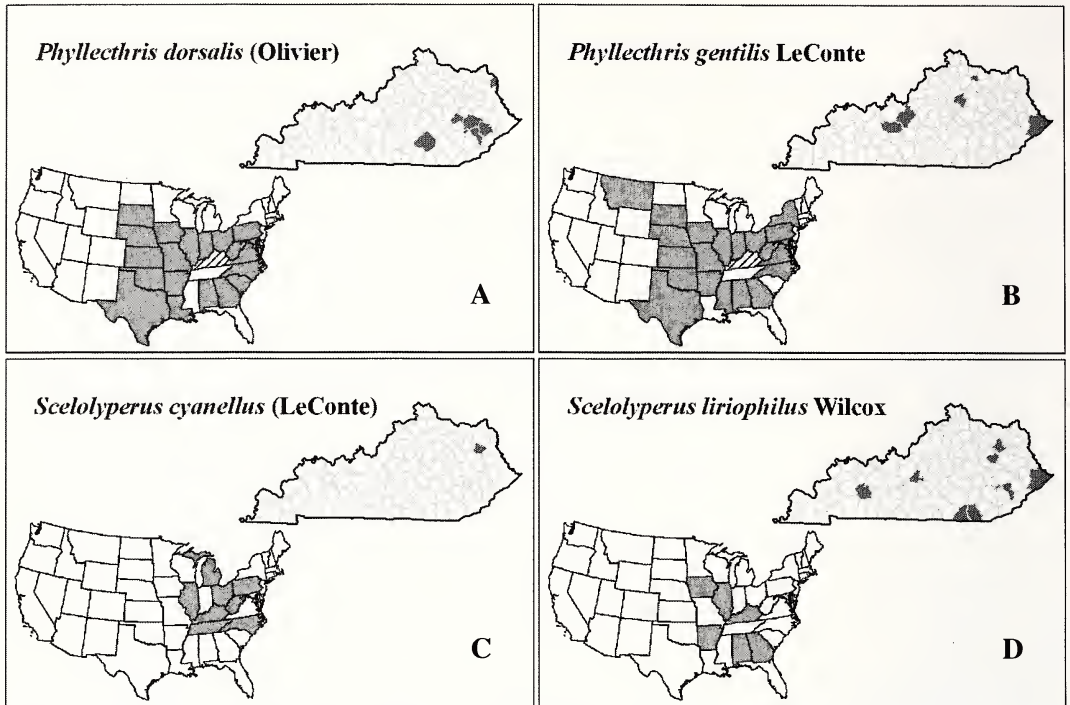 Phyllecthris dorsalis (Olivier)
A
Phyllecthris gentilis LeConte
B
Scelolyperus cyanellus (LeConte)
C
Scelolyperus liriophilus Wilcox
D